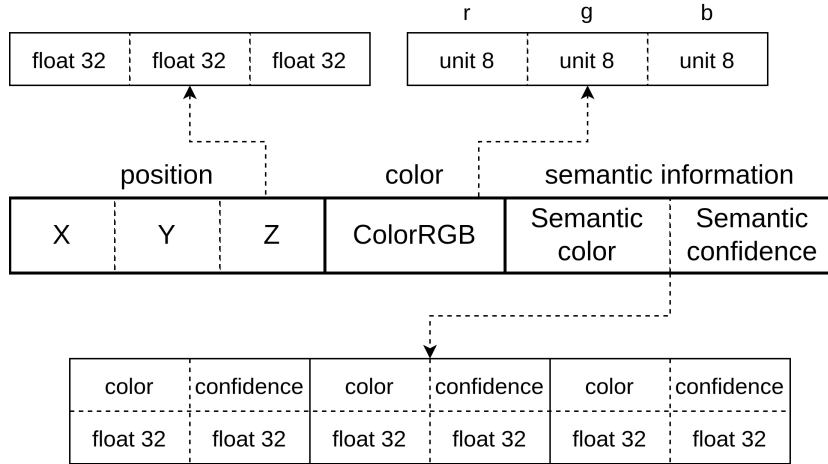 r g b
float 32 float 32 float 32 unit 8 unit 8 unit 8
position color semantic information
X Y Z ColorRGB Semantic color Semantic confidence
color confidence color confidence color confidence
float 32 float 32 float 32 float 32 float 32 float 32